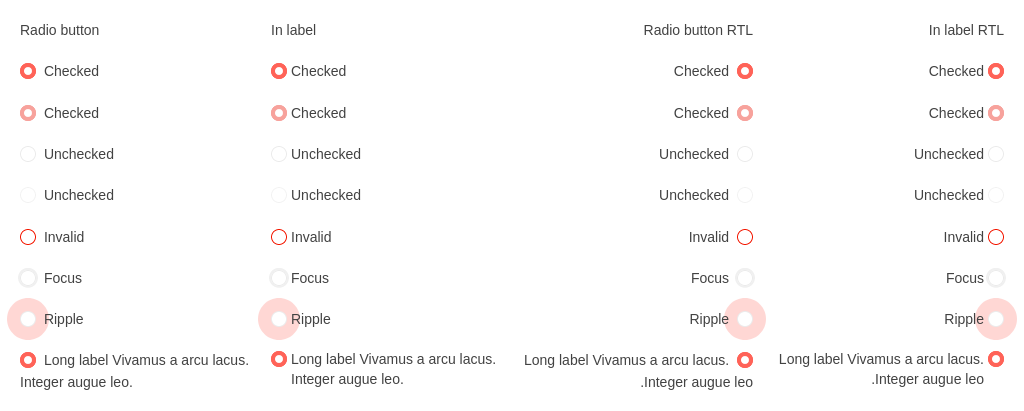 Radio button
Checked
Checked
Unchecked
Unchecked
Invalid
Focus
Ripple
Long label Vivamus a arcu lacus.
Integer augue leo.
In label
Checked
Checked
Unchecked
Unchecked
Invalid
Focus
Ripple
Long label Vivamus a arcu lacus.
Integer augue leo.
Radio button RTL
Checked
Checked
Unchecked
Unchecked
Invalid
Focus
Ripple
Long label Vivamus a arcu lacus.
.Integer augue leo
In label RTL
Checked
Checked
Unchecked
Unchecked
Invalid
Focus
Ripple
Long label Vivamus a arcu lacus.
.Integer augue leo